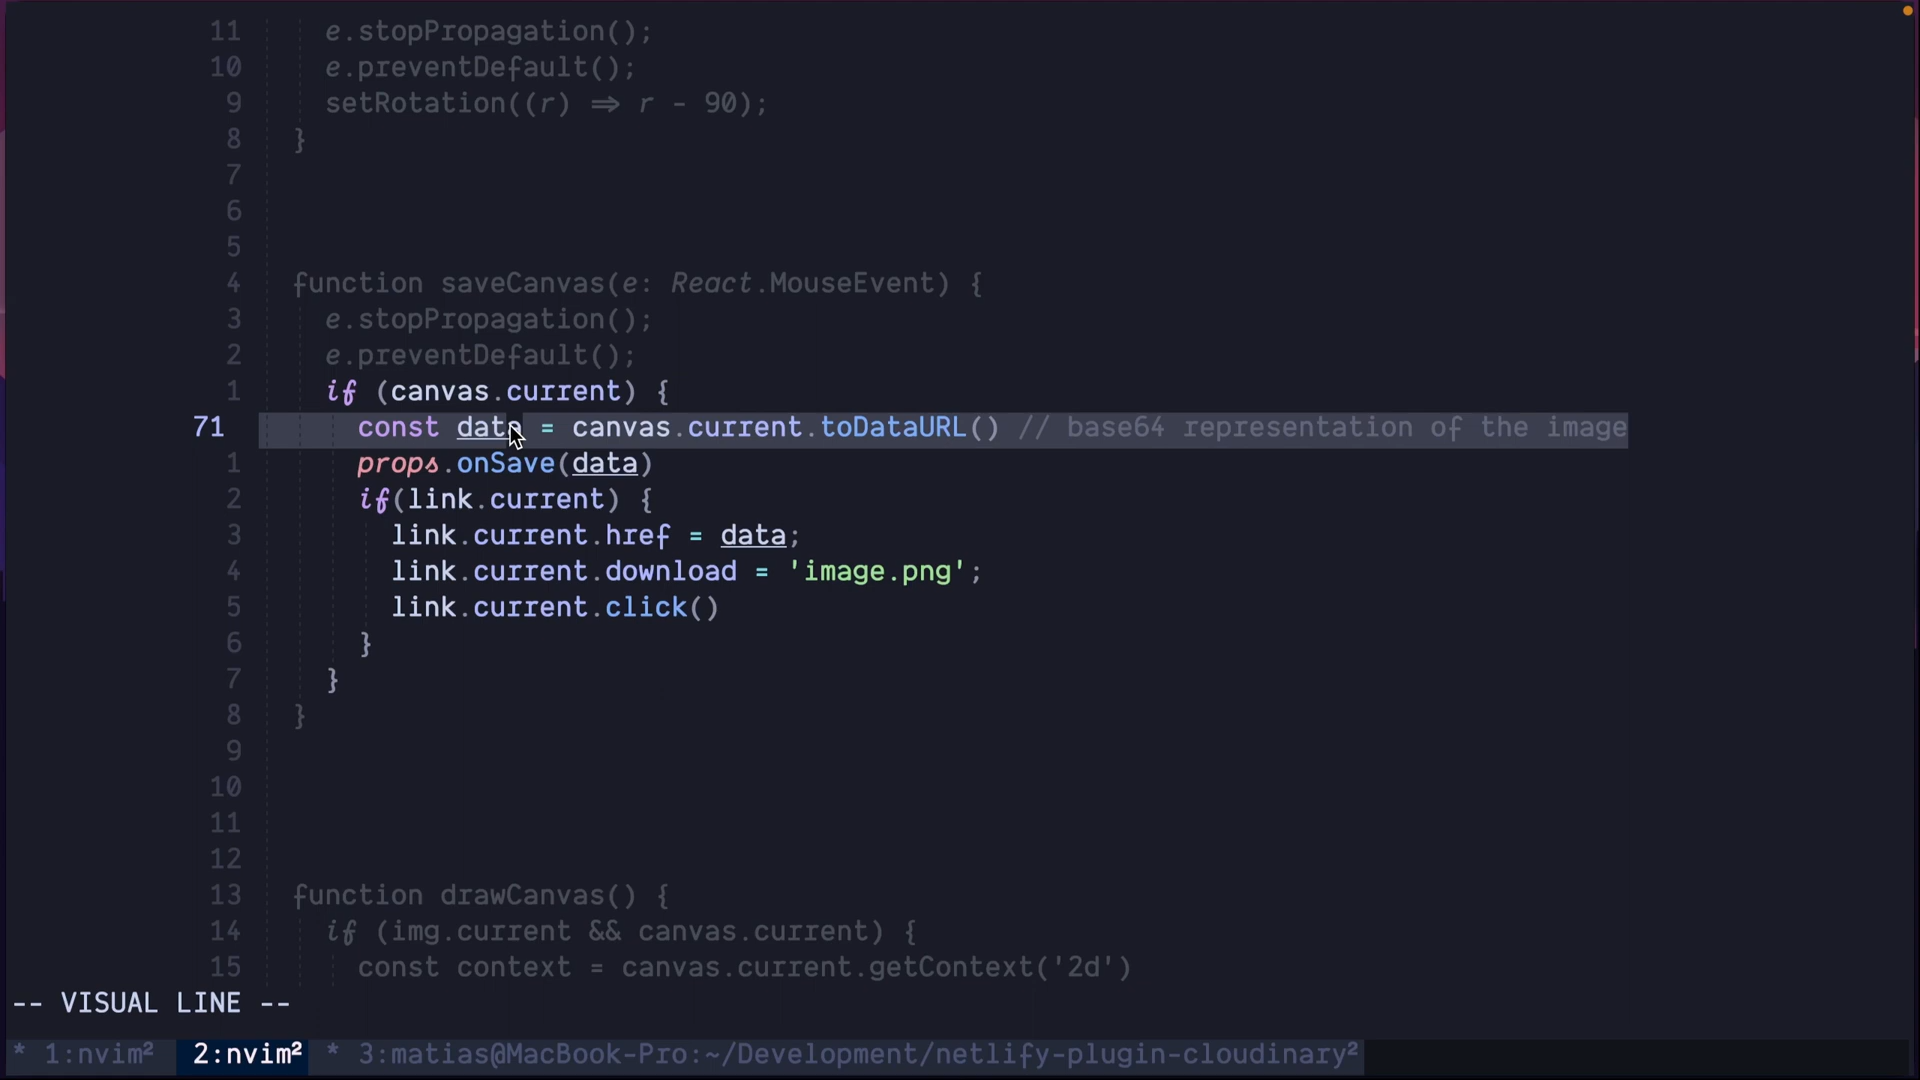 11 e.stopPropagation();
10 e.preventDefault();
9 setRotation((r) => r - 90);
8 }
7
6
5
4 function saveCanvas(e: React.MouseEvent) {
3 e.stopPropagation();
2 e.preventDefault();
1 if (canvas.current) {
71 const data = canvas.current.toDataURL() // base64 representation of the image
1 props.onSave(data)
2 if(link.current) {
3 link.current.href = data;
4 link.current.download = 'image.png';
5 link.current.click()
6 }
7 }
8 }
9
10
11
12
13 function drawCanvas() {
14 if (img.current && canvas.current) {
15 const context = canvas.current.getContext('2d')
-- VISUAL LINE --
* 1:nvim² 2:nvim² * 3:matias@MacBook-Pro:~/Development/netlify-plugin-cloudinary²